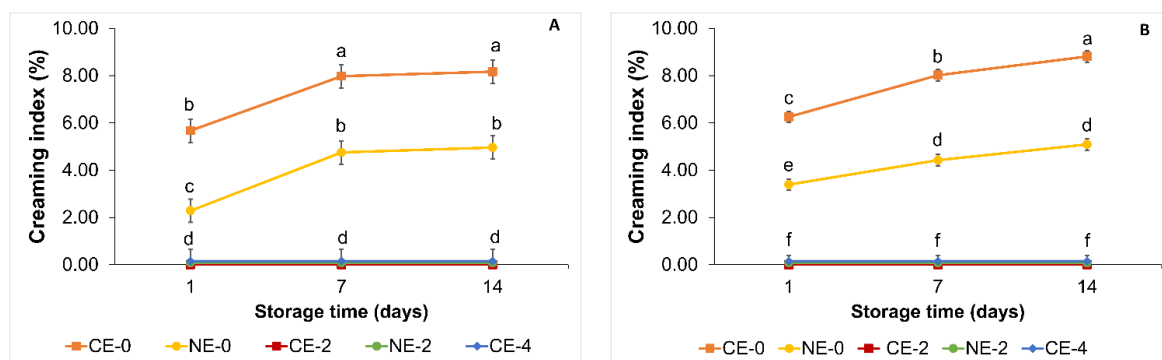 A
Creaming index (%)
10.00
8.00
6.00
4.00
2.00
0.00
b
a
a
c
b
b
d
d
d
1
7
14
Storage time (days)
CE-0 NE-0 CE-2 NE-2 CE-4
B
Creaming index (%)
10.00
8.00
6.00
4.00
2.00
0.00
c
b
a
e
d
d
f
f
f
1
7
14
Storage time (days)
CE-0 NE-0 CE-2 NE-2 CE-4